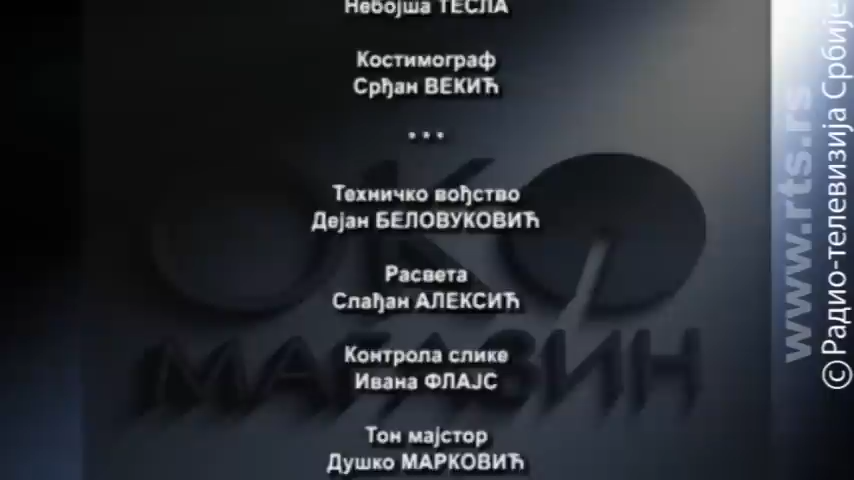 Небојша ТЕСЛА
Костимограф
Срђан ВЕКИЋ
• • •
Техничко вођство
Дејан БЕЛОВУКОВИЋ
Расвета
Слађан АЛЕКСИЋ
Контрола слике
Ивана ФЛАЈС
Тон мајстор
Душко МАРКОВИЋ
ОКО
МАГАЗИН
www.rts.rs
© Радио-телевизија Србије